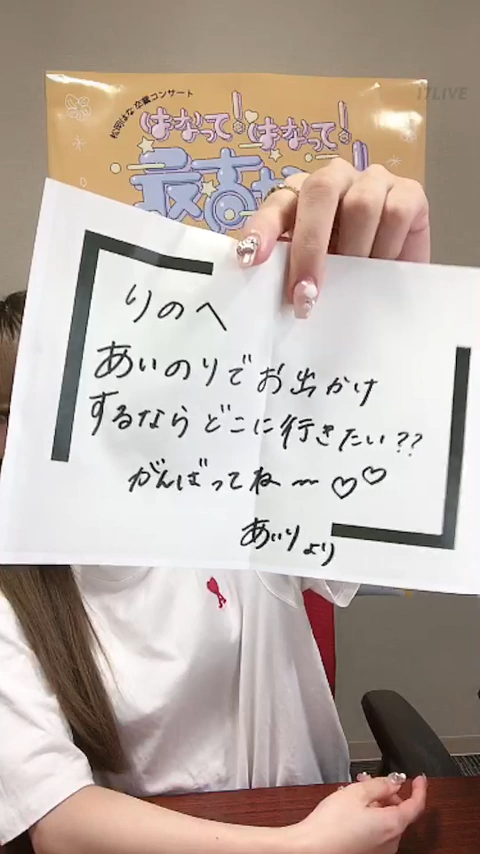 17LIVE
松岡はな 卒業コンサート
はなって!はなって!
りのへ
あいのりでお出かけ
するなら どこに行きたい??
がんばってね〜♡♡
あいりより